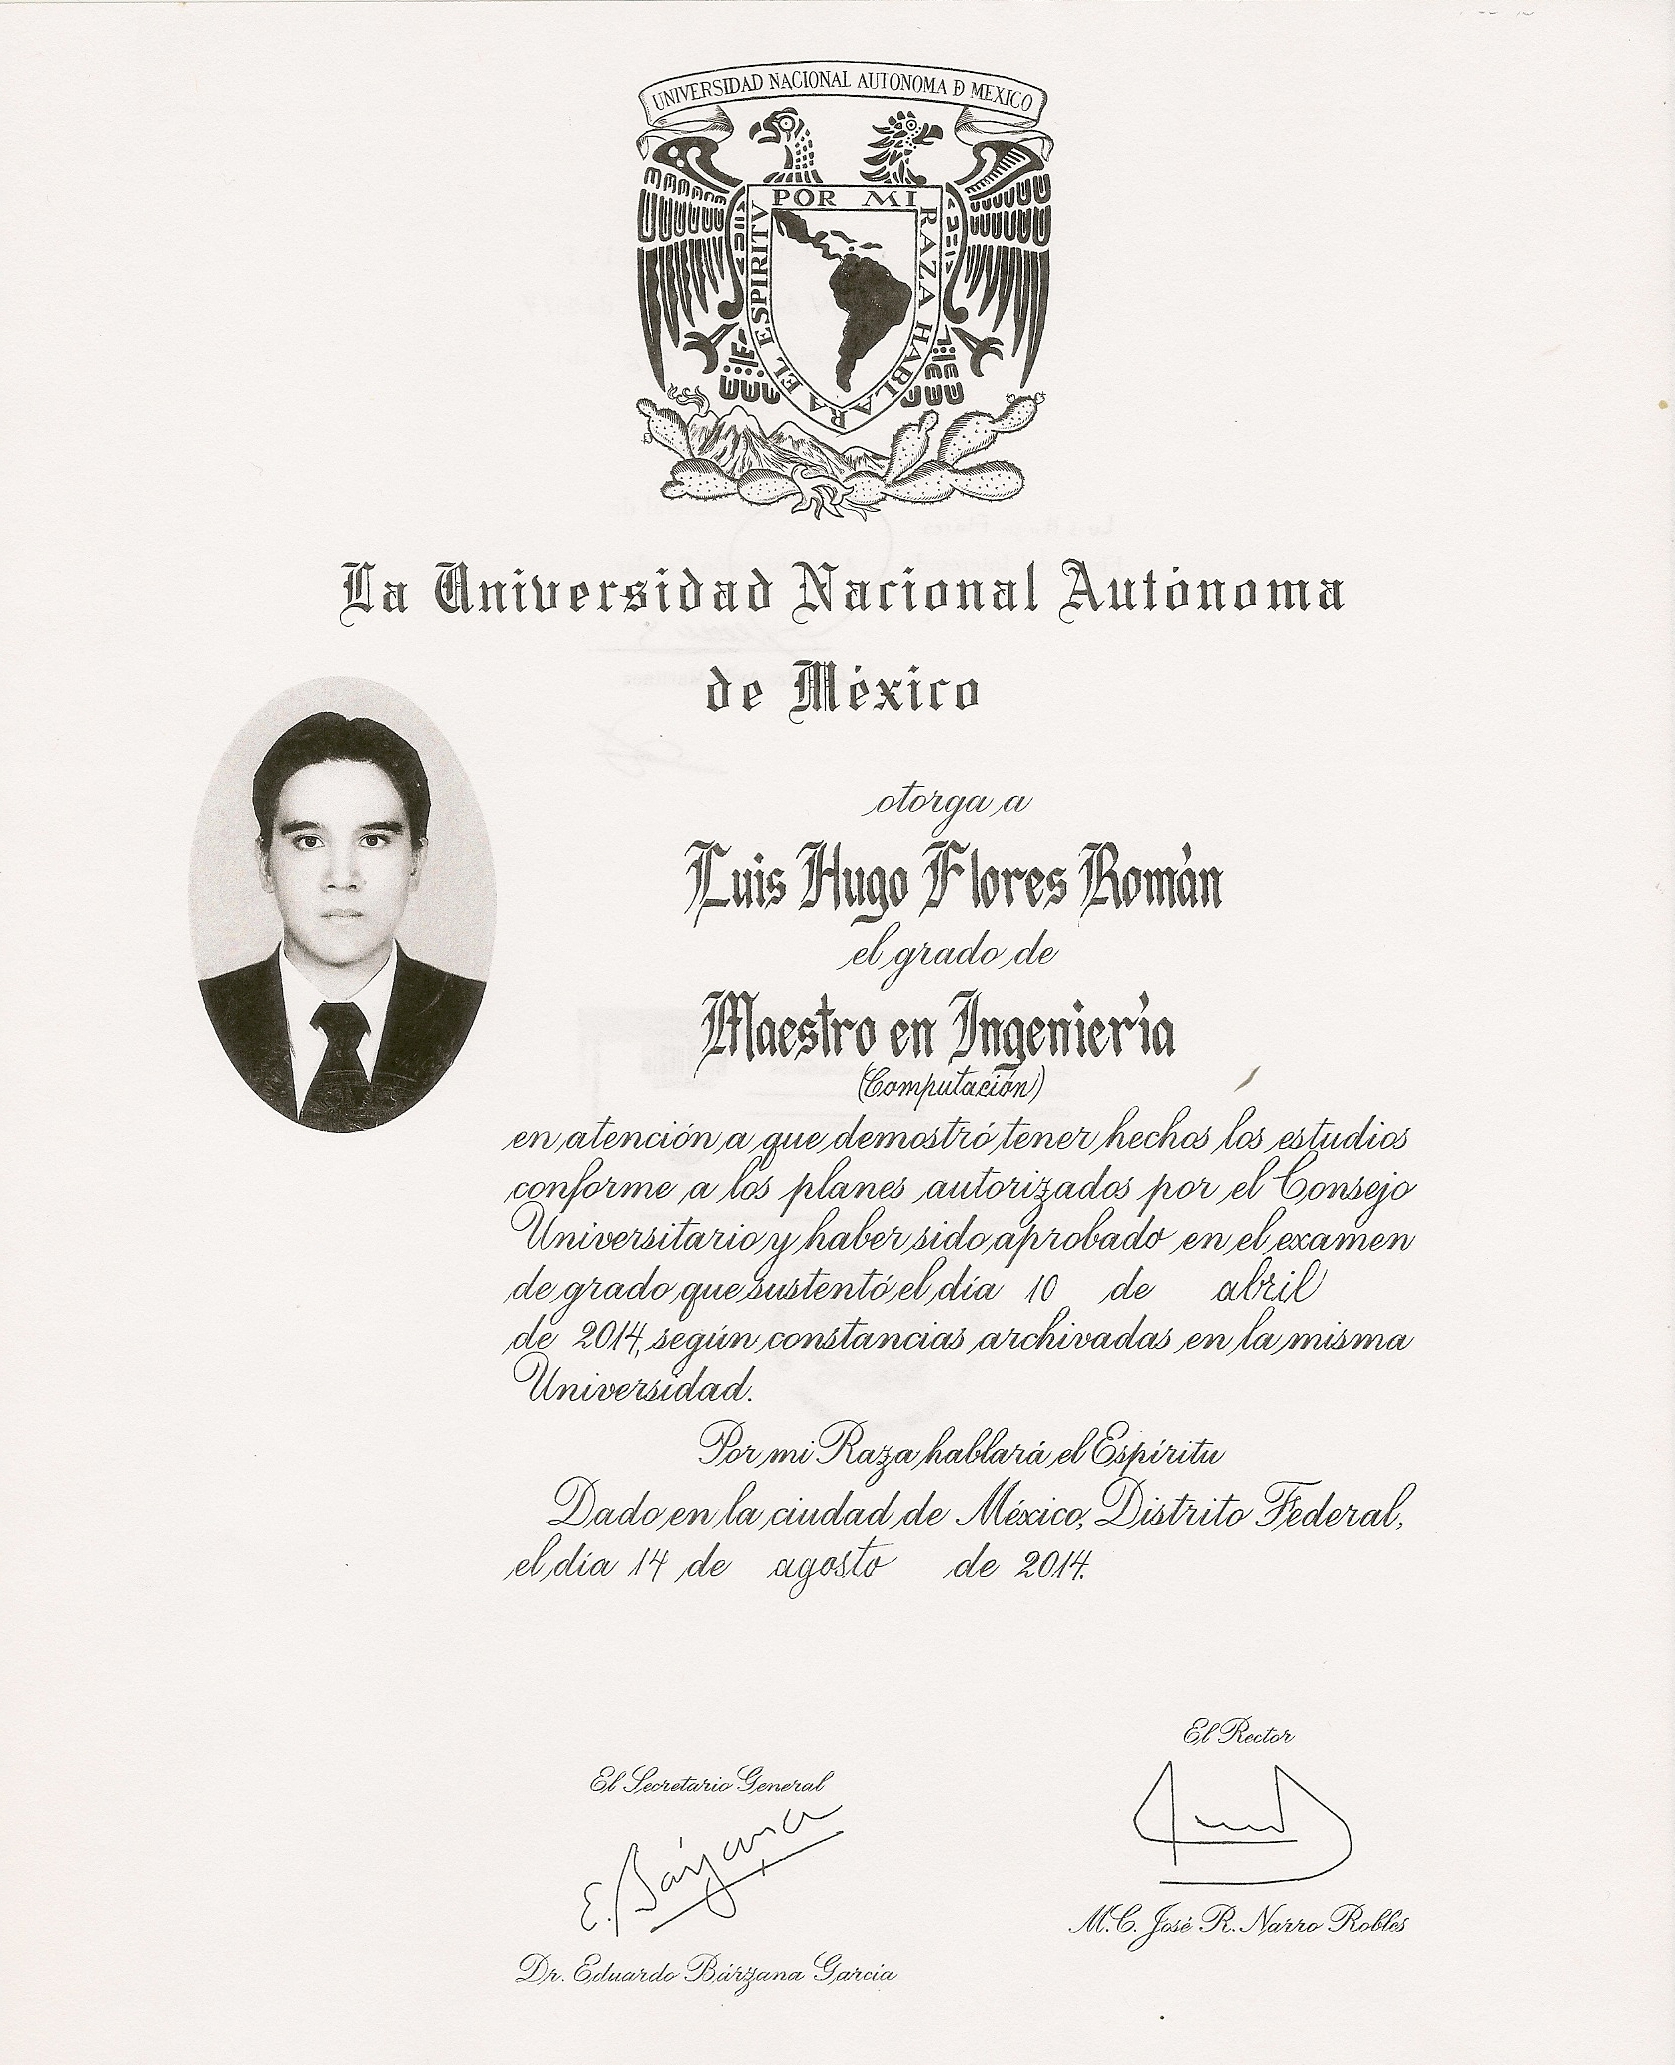 UNIVERSIDAD NACIONAL AUTONOMA D MEXICO
POR MI RAZA HABLARA EL ESPIRITV
La Universidad Nacional Autónoma
de México
otorga a
Luis Hugo Flores Román
el grado de
Maestro en Ingeniería
(Computación)
en atención a que demostró tener hechos los estudios
conforme a los planes autorizados por el Consejo
Universitario y haber sido aprobado en el examen
de grado que sustentó el día 10 de abril
de 2014, según constancias archivadas en la misma
Universidad.
Por mi Raza hablará el Espíritu
Dado en la ciudad de México, Distrito Federal,
el día 14 de agosto de 2014.
El Rector
El Secretario General
E. Bárzana
M.C. José R. Narro Robles
Dr. Eduardo Bárzana García